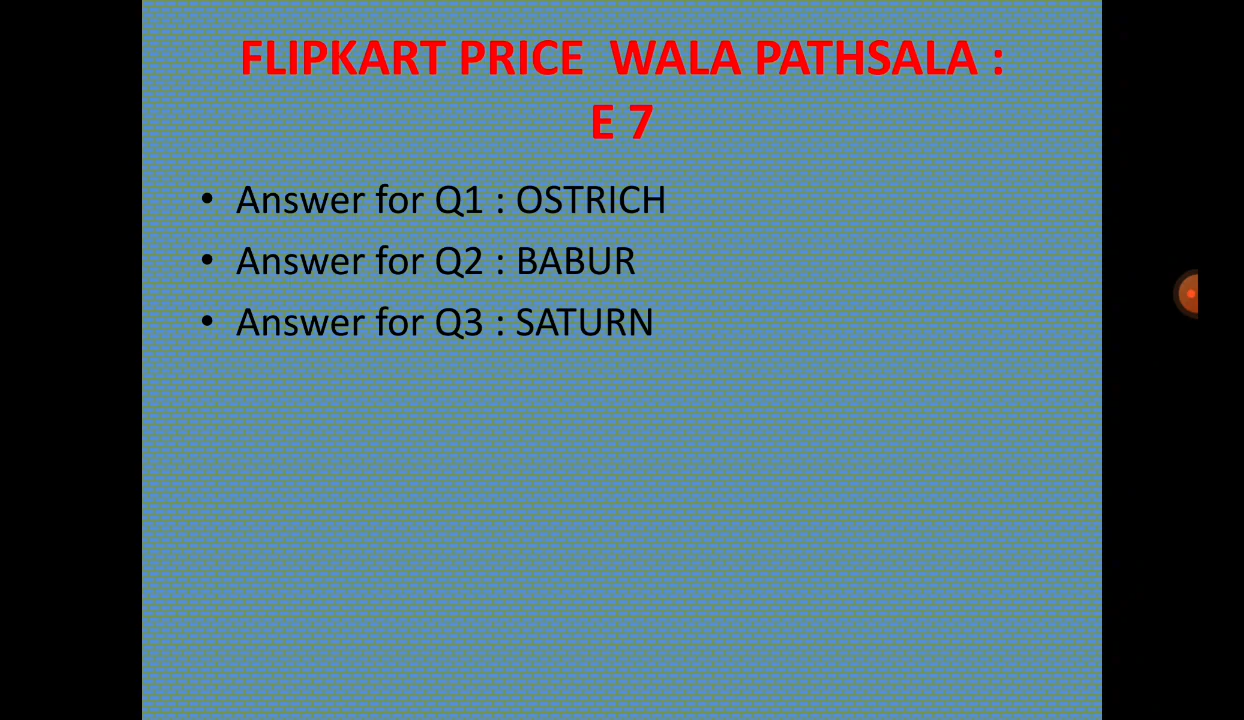 FLIPKART PRICE WALA PATHSALA :
E 7
• Answer for Q1 : OSTRICH
• Answer for Q2 : BABUR
• Answer for Q3 : SATURN